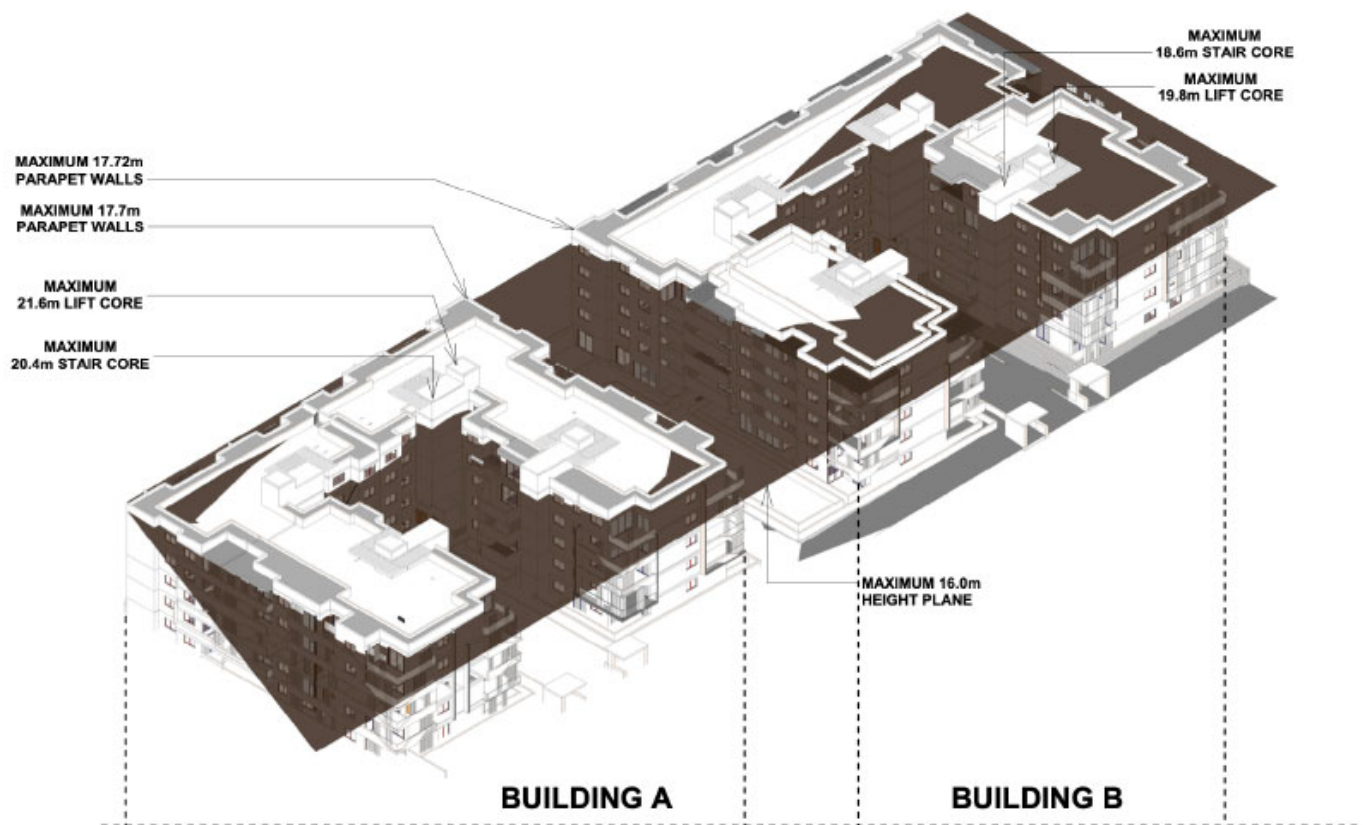 MAXIMUM
18.6m STAIR CORE
MAXIMUM
19.8m LIFT CORE
MAXIMUM 17.72m
PARAPET WALLS
MAXIMUM 17.7m
PARAPET WALLS
MAXIMUM
21.6m LIFT CORE
MAXIMUM
20.4m STAIR CORE
MAXIMUM 16.0m
HEIGHT PLANE
BUILDING A
BUILDING B